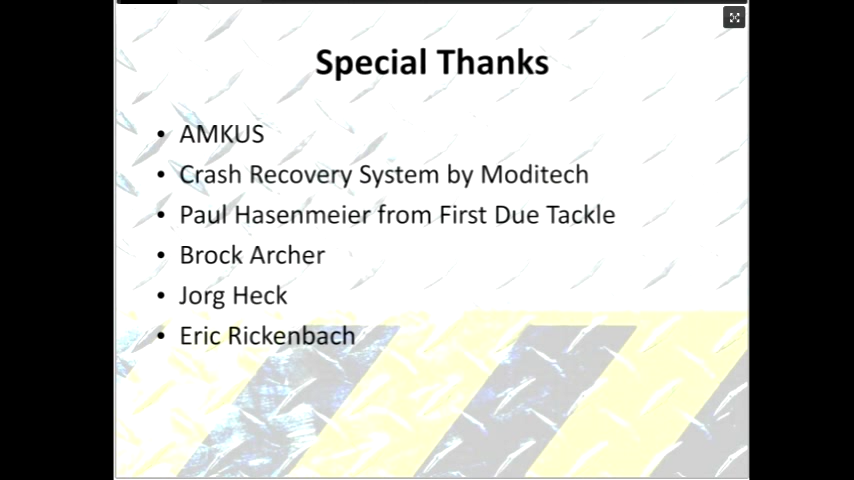 Special Thanks
• AMKUS
• Crash Recovery System by Moditech
• Paul Hasenmeier from First Due Tackle
• Brock Archer
• Jorg Heck
• Eric Rickenbach